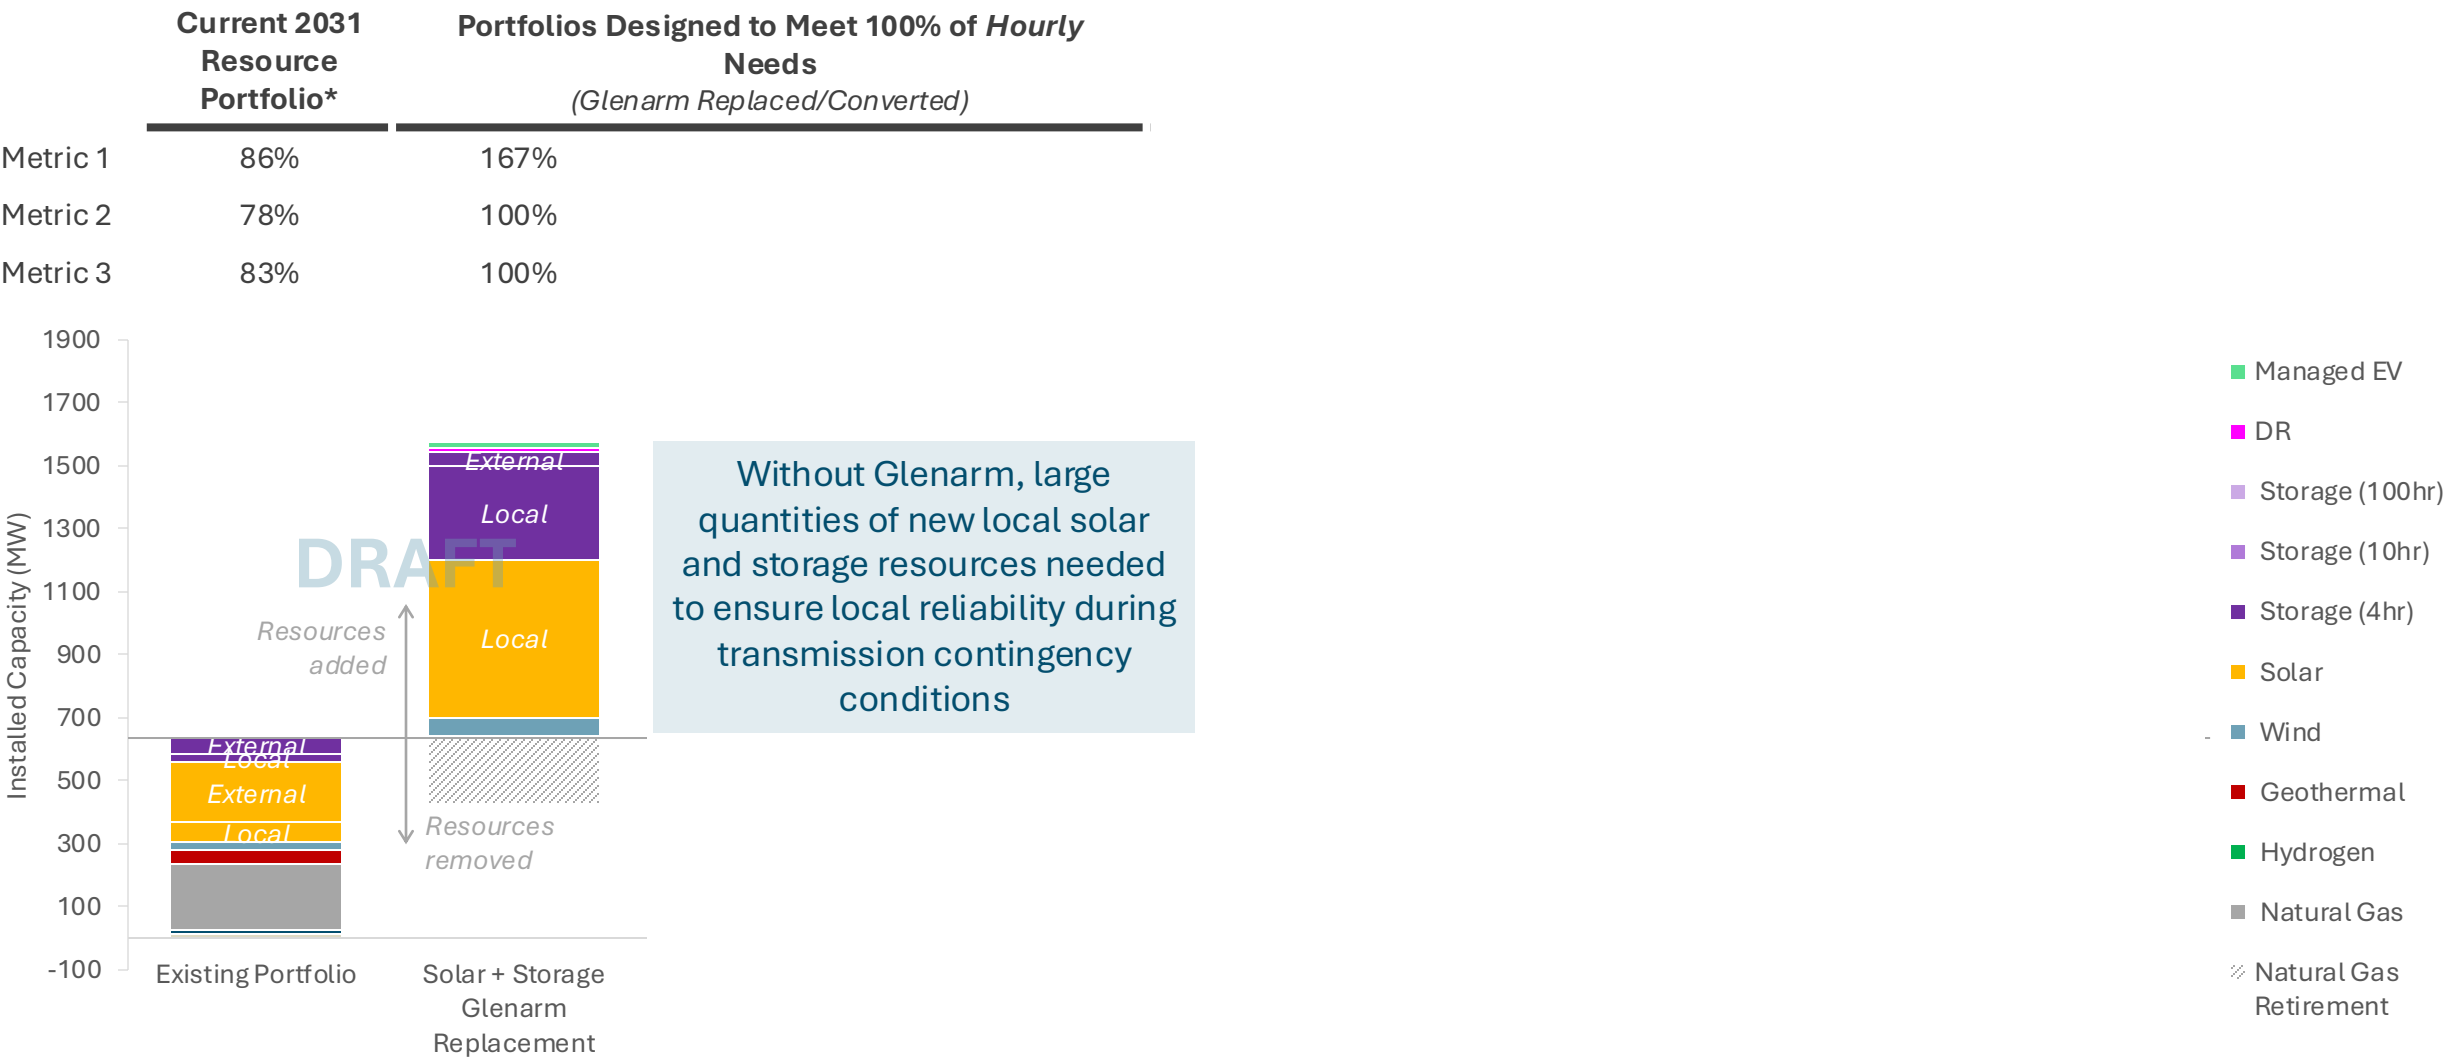 Current 2031
Resource
Portfolio*
Portfolios Designed to Meet 100% of Hourly
Needs
(Glenarm Replaced/Converted)
Metric 1 86% 167%
Metric 2 78% 100%
Metric 3 83% 100%
Installed Capacity (MW)
1900
1700
1500
1300
1100
900
700
500
300
100
-100
External
Local
External
Local
Existing Portfolio
DRAFT
Resources
added
Resources
removed
External
Local
Local
Solar + Storage
Glenarm
Replacement
Without Glenarm, large
quantities of new local solar
and storage resources needed
to ensure local reliability during
transmission contingency
conditions
Managed EV
DR
Storage (100hr)
Storage (10hr)
Storage (4hr)
Solar
Wind
Geothermal
Hydrogen
Natural Gas
Natural Gas
Retirement